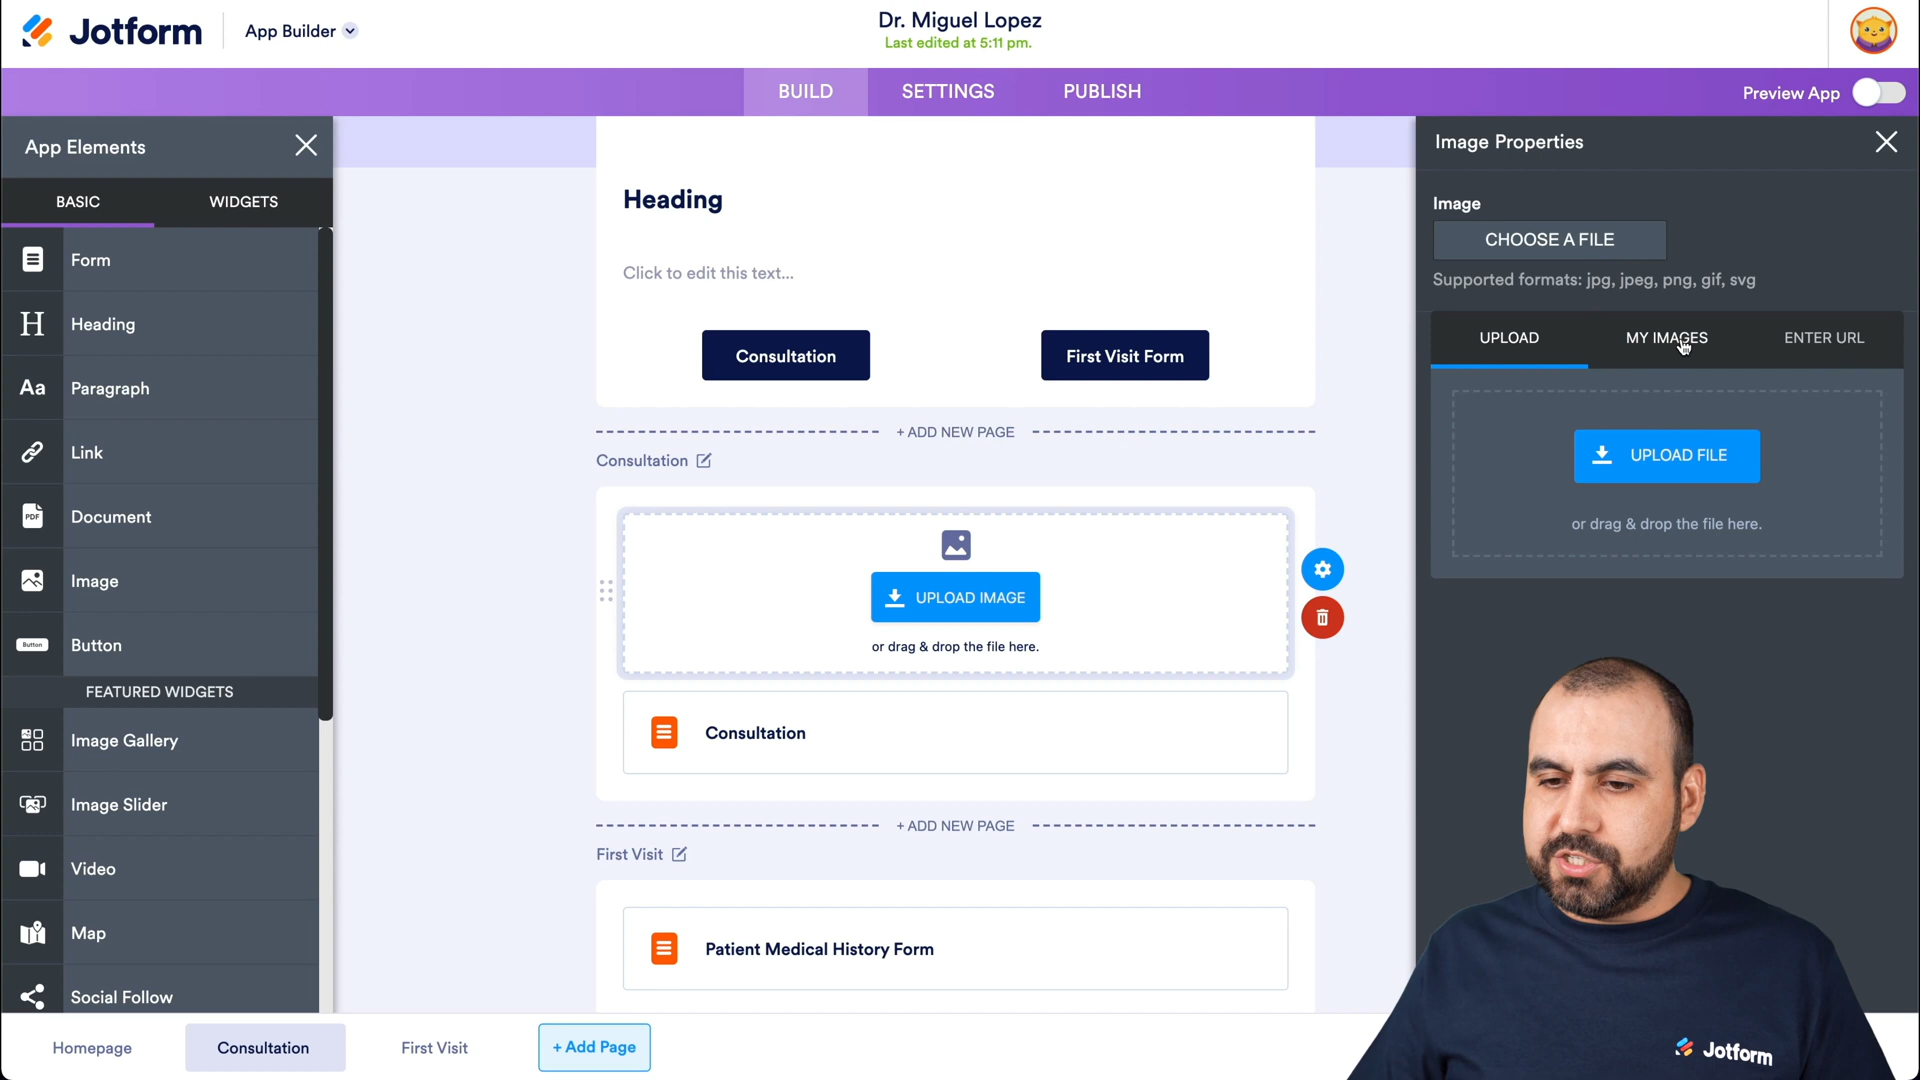 Jotform
App Builder
Dr. Miguel Lopez
Last edited at 5:11 pm.
BUILD
SETTINGS
PUBLISH
Preview App
App Elements
BASIC
WIDGETS
Form
H
Heading
Aa
Paragraph
Link
PDF
Document
Image
Button
Button
FEATURED WIDGETS
Image Gallery
Image Slider
Video
Map
Social Follow
Heading
Click to edit this text...
Consultation
First Visit Form
+ ADD NEW PAGE
Consultation
UPLOAD IMAGE
or drag & drop the file here.
Consultation
+ ADD NEW PAGE
First Visit
Patient Medical History Form
Image Properties
Image
CHOOSE A FILE
Supported formats: jpg, jpeg, png, gif, svg
UPLOAD
MY IMAGES
ENTER URL
UPLOAD FILE
or drag & drop the file here.
Homepage
Consultation
First Visit
+ Add Page
Jotform